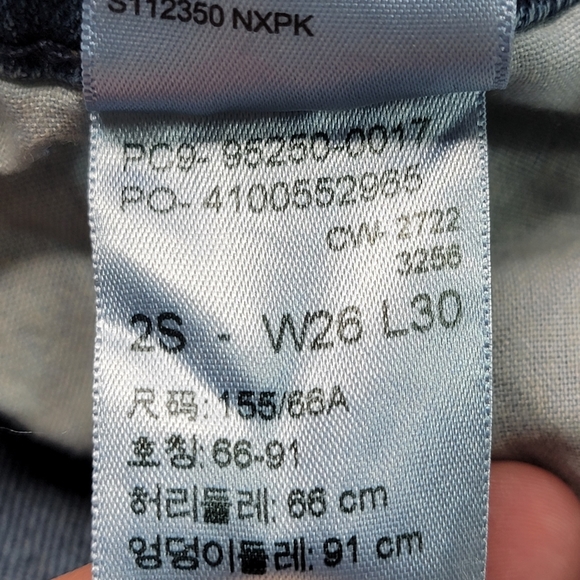 S112350 NXPK
PC9- 95250-0017
PO- 4100552965
CW- 2722
3256
2S - W26 L30
尺码: 155/66A
호칭: 66-91
허리둘레: 66 cm
엉덩이둘레: 91 cm